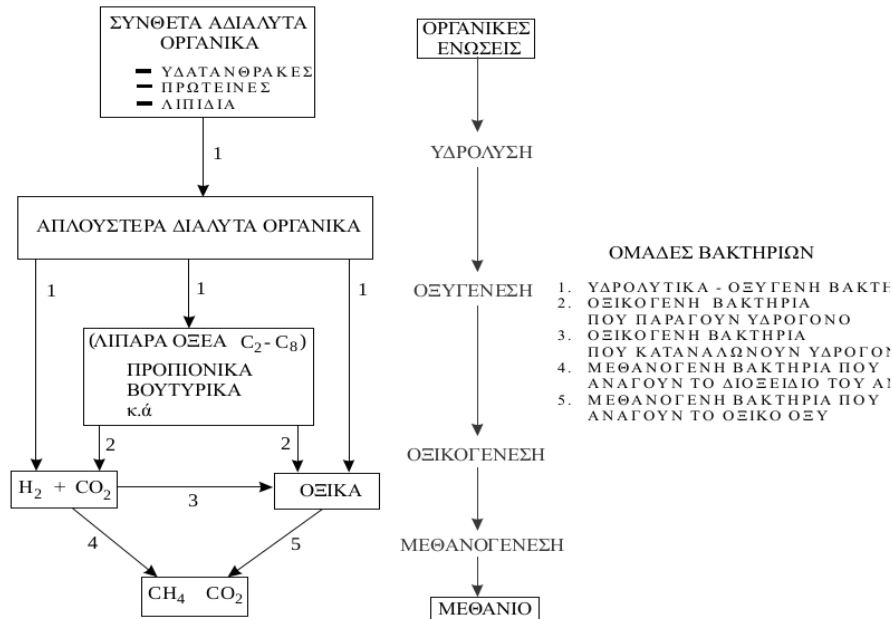 ΣΥΝΘΕΤΑ ΑΔΙΑΛΥΤΑ
ΟΡΓΑΝΙΚΑ
ΥΔΑΤΑΝΘΡΑΚΕΣ
ΠΡΩΤΕΙΝΕΣ
ΛΙΠΙΔΙΑ
1
ΑΠΛΟΥΣΤΕΡΑ ΔΙΑΛΥΤΑ ΟΡΓΑΝΙΚΑ
1
1
1
(ΛΙΠΑΡΑ ΟΞΕΑ C2 - C8)
ΠΡΟΠΙΟΝΙΚΑ
ΒΟΥΤΥΡΙΚΑ
κ.ά
2
2
H2 + CO2
3
ΟΞΙΚΑ
4
5
CH4 CO2
ΟΡΓΑΝΙΚΕΣ
ΕΝΩΣΕΙΣ
ΥΔΡΟΛΥΣΗ
ΟΞΥΓΕΝΕΣΗ
ΟΞΙΚΟΓΕΝΕΣΗ
ΜΕΘΑΝΟΓΕΝΕΣΗ
ΜΕΘΑΝΙΟ
ΟΜΑΔΕΣ ΒΑΚΤΗΡΙΩΝ
1. ΥΔΡΟΛΥΤΙΚΑ - ΟΞΥΓΕΝΗ
2. ΟΞΙΚΟΓΕΝΗ ΒΑΚΤΗΡΙΑ
ΠΟΥ ΠΑΡΑΓΟΥΝ ΥΔΡΟΓΟΝΟ
3. ΟΞΙΚΟΓΕΝΗ ΒΑΚΤΗΡΙΑ
ΠΟΥ ΚΑΤΑΝΑΛΩΝΟΥΝ
4. ΜΕΘΑΝΟΓΕΝΗ ΒΑΚΤΗΡΙΑ ΠΟΥ
ΑΝΑΓΟΥΝ ΤΟ ΔΙΟΞΕΙΔΙΟ ΤΟΥ
5. ΜΕΘΑΝΟΓΕΝΗ ΒΑΚΤΗΡΙΑ ΠΟΥ
ΑΝΑΓΟΥΝ ΤΟ ΟΞΙΚΟ ΟΞΥ